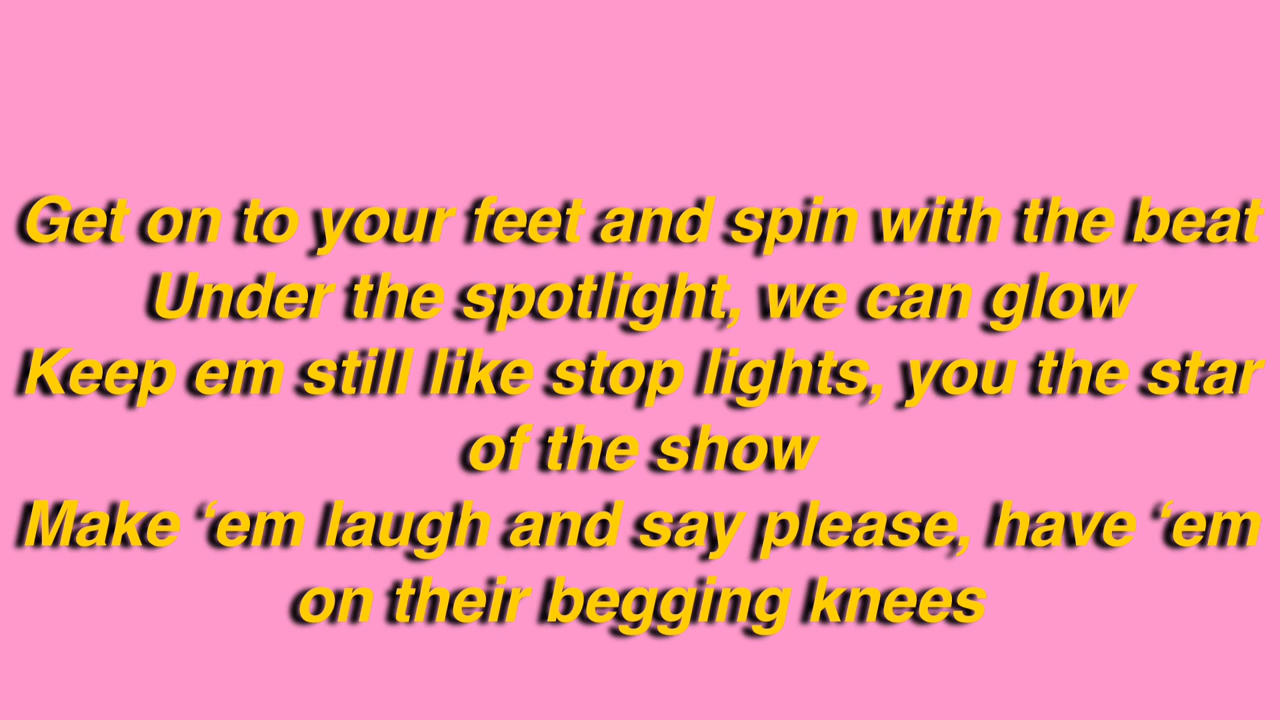 Get on to your feet and spin with the beat
Under the spotlight, we can glow
Keep em still like stop lights, you the star
of the show
Make ‘em laugh and say please, have ‘em
on their begging knees